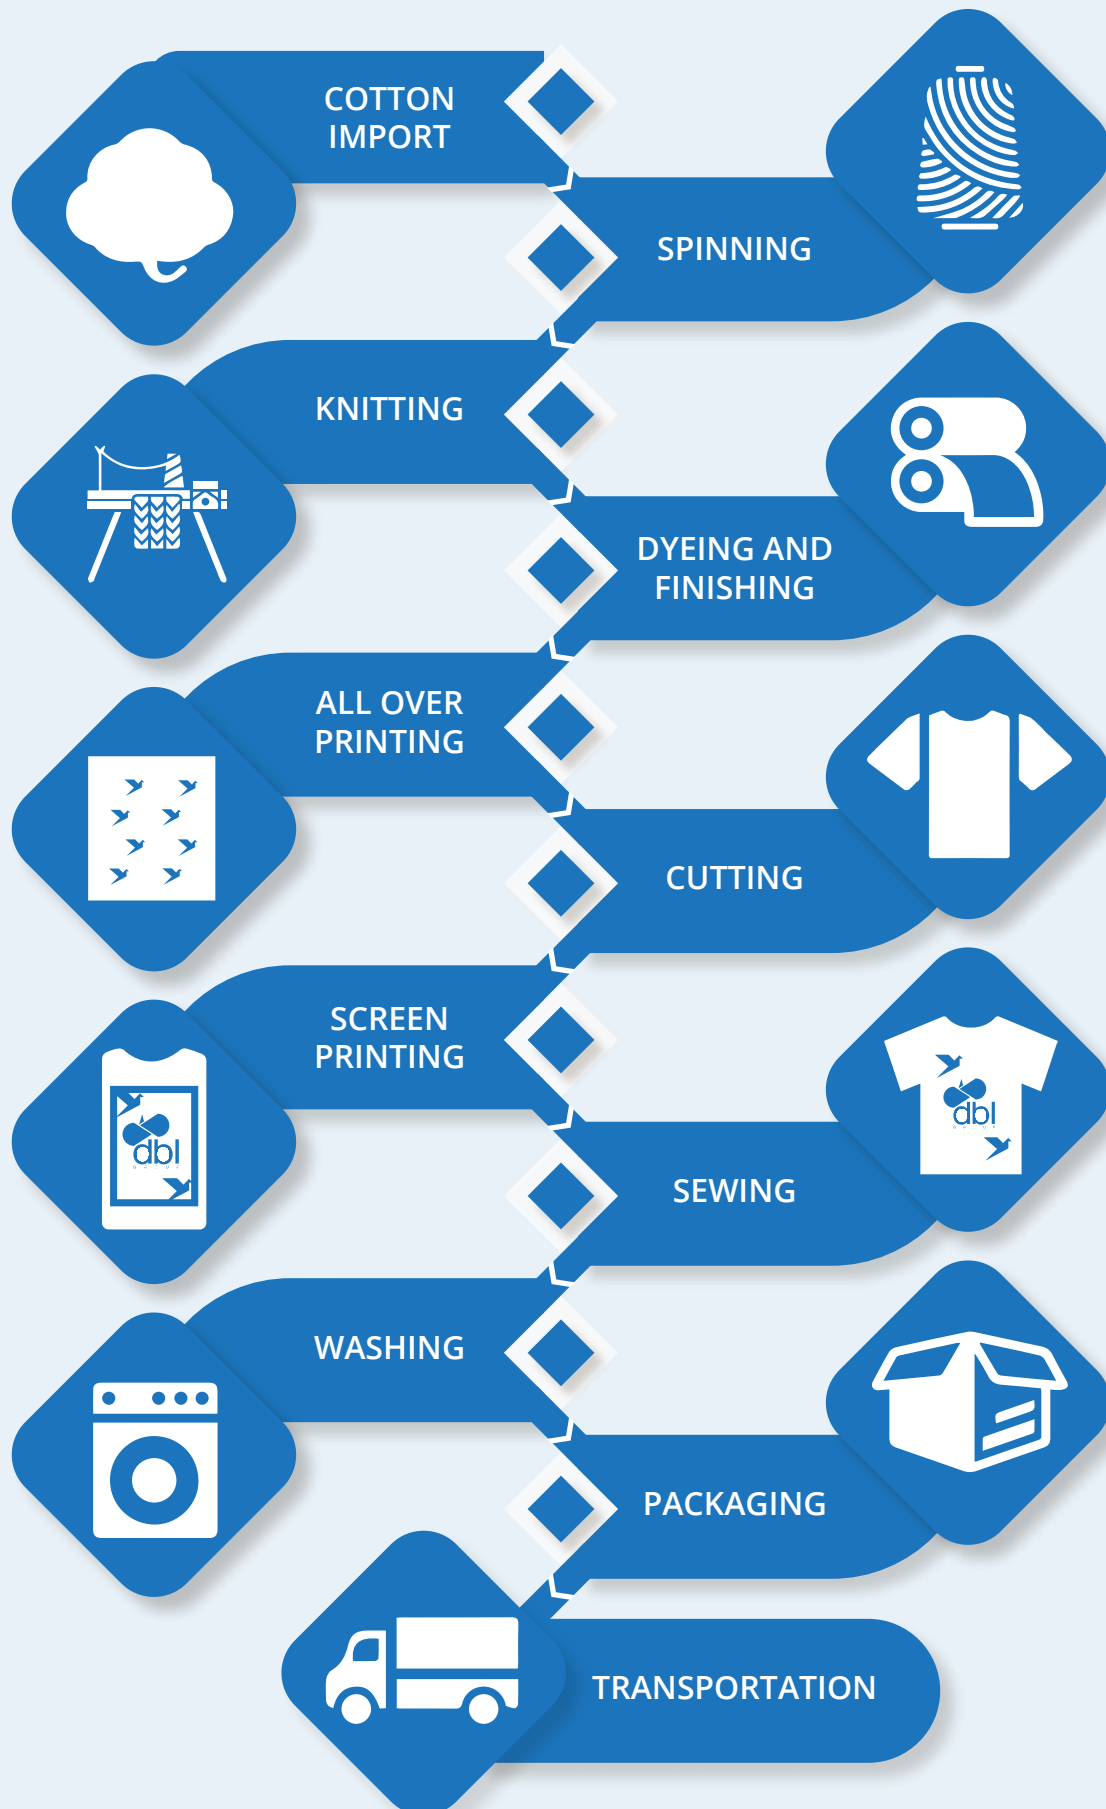 COTTON
IMPORT
SPINNING
KNITTING
DYEING AND
FINISHING
ALL OVER
PRINTING
CUTTING
SCREEN
PRINTING
dbl
SEWING
dbl
WASHING
PACKAGING
TRANSPORTATION